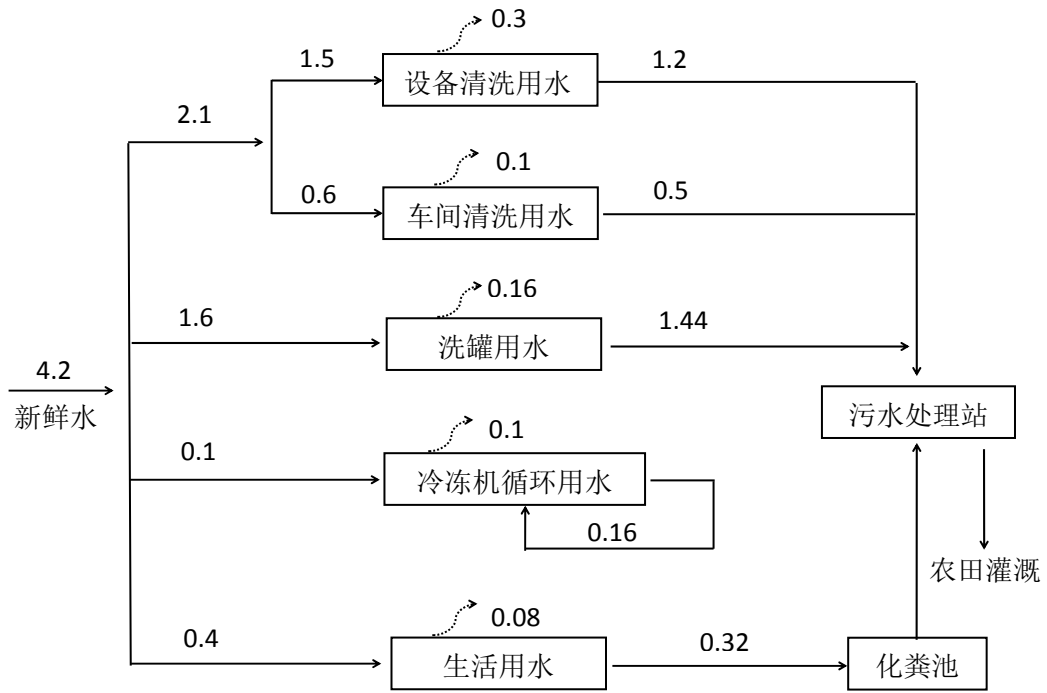 0.3
1.5
设备清洗用水
1.2
2.1
0.1
0.6
车间清洗用水
0.5
0.16
1.6
洗罐用水
1.44
4.2
新鲜水
污水处理站
0.1
0.1
冷冻机循环用水
0.16
农田灌溉
0.08
0.4
生活用水
0.32
化粪池